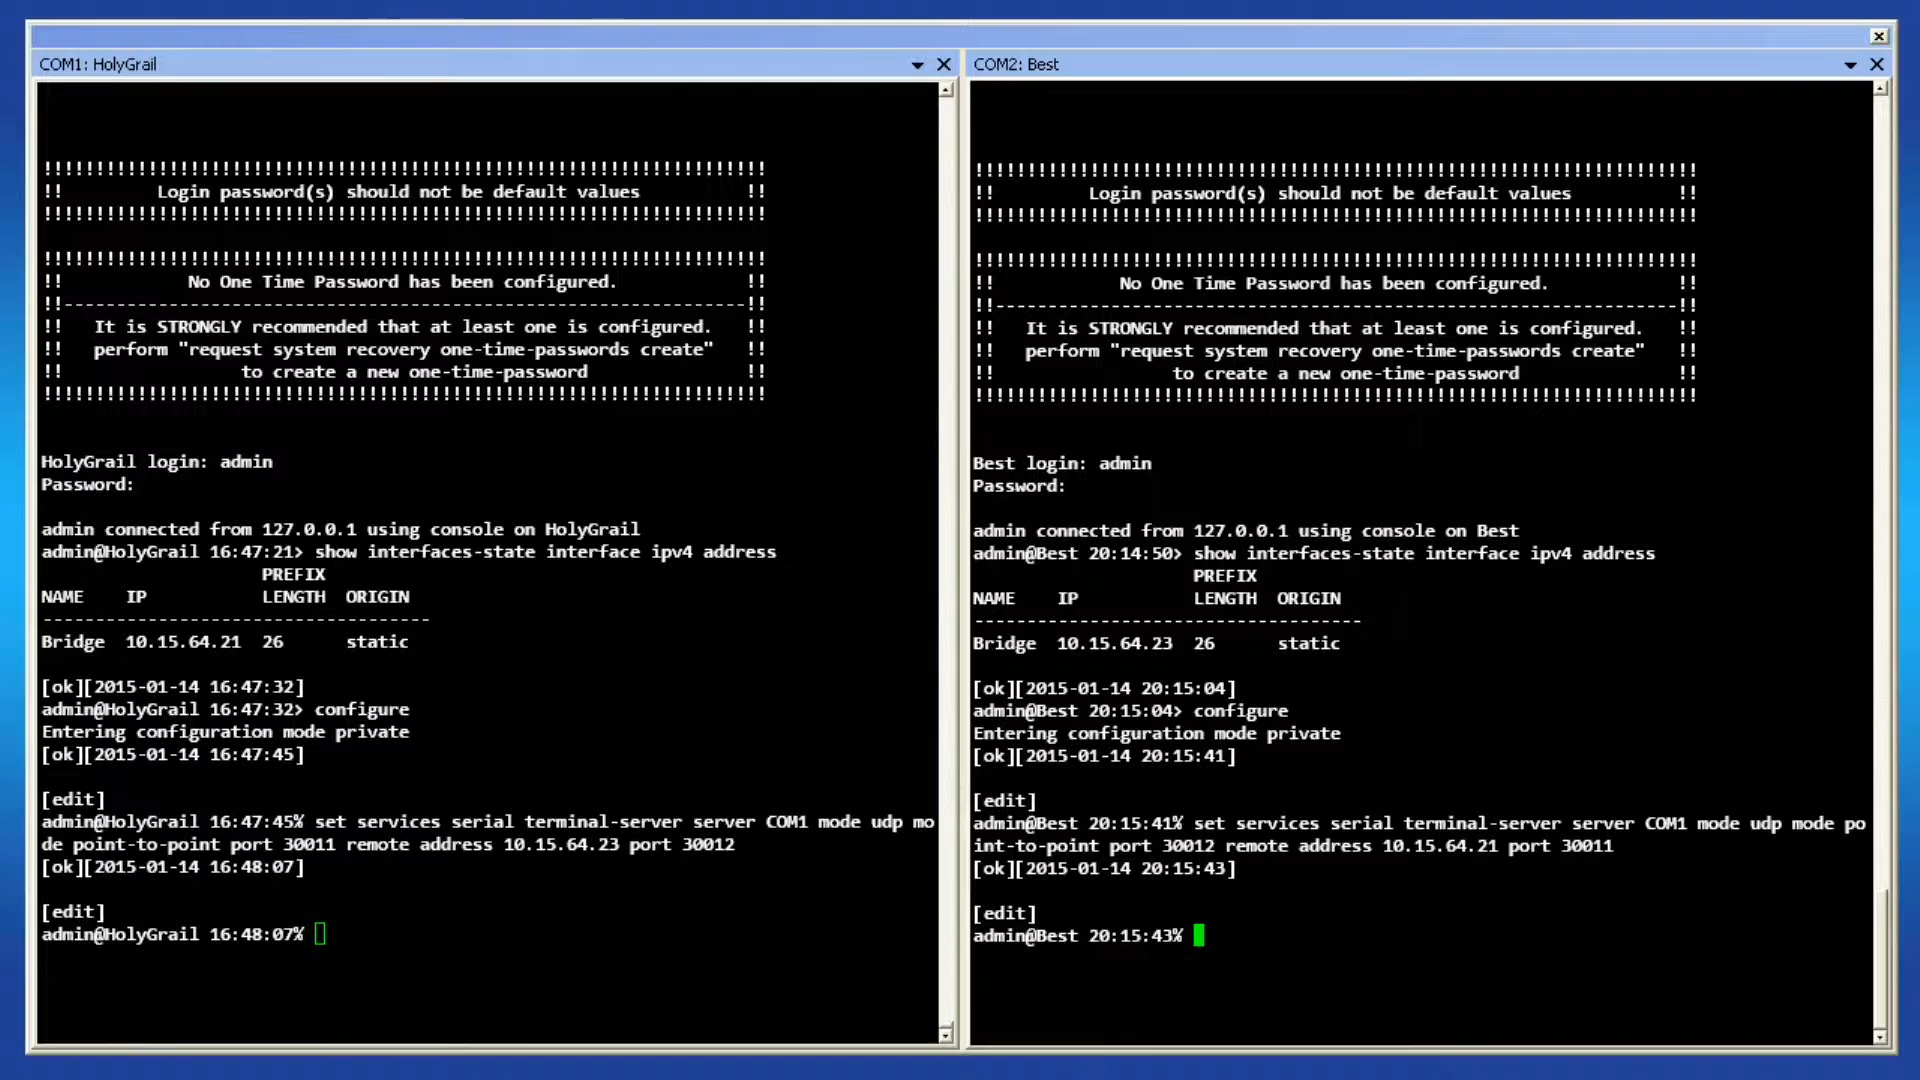 COM1: HolyGrail
!!!!!!!!!!!!!!!!!!!!!!!!!!!!!!!!!!!!!!!!!!!!!!!!!!!!!!!!!!!!!!!!!!!!!
!!         Login password(s) should not be default values          !!
!!!!!!!!!!!!!!!!!!!!!!!!!!!!!!!!!!!!!!!!!!!!!!!!!!!!!!!!!!!!!!!!!!!!!
!!!!!!!!!!!!!!!!!!!!!!!!!!!!!!!!!!!!!!!!!!!!!!!!!!!!!!!!!!!!!!!!!!!!!
!!            No One Time Password has been configured.             !!
!!-----------------------------------------------------------------!!
!!   It is STRONGLY recommended that at least one is configured.   !!
!!   perform "request system recovery one-time-passwords create"   !!
!!                 to create a new one-time-password               !!
!!!!!!!!!!!!!!!!!!!!!!!!!!!!!!!!!!!!!!!!!!!!!!!!!!!!!!!!!!!!!!!!!!!!!
HolyGrail login: admin
Password:
admin connected from 127.0.0.1 using console on HolyGrail
admin@HolyGrail 16:47:21> show interfaces-state interface ipv4 address
PREFIX
NAME    IP           LENGTH  ORIGIN
-------------------------------------
Bridge  10.15.64.21  26      static
[ok][2015-01-14 16:47:32]
admin@HolyGrail 16:47:32> configure
Entering configuration mode private
[ok][2015-01-14 16:47:45]
[edit]
admin@HolyGrail 16:47:45% set services serial terminal-server server COM1 mode udp mo
de point-to-point port 30011 remote address 10.15.64.23 port 30012
[ok][2015-01-14 16:48:07]
[edit]
admin@HolyGrail 16:48:07%
COM2: Best
!!!!!!!!!!!!!!!!!!!!!!!!!!!!!!!!!!!!!!!!!!!!!!!!!!!!!!!!!!!!!!!!!!!!!
!!         Login password(s) should not be default values          !!
!!!!!!!!!!!!!!!!!!!!!!!!!!!!!!!!!!!!!!!!!!!!!!!!!!!!!!!!!!!!!!!!!!!!!
!!!!!!!!!!!!!!!!!!!!!!!!!!!!!!!!!!!!!!!!!!!!!!!!!!!!!!!!!!!!!!!!!!!!!
!!            No One Time Password has been configured.             !!
!!-----------------------------------------------------------------!!
!!   It is STRONGLY recommended that at least one is configured.   !!
!!   perform "request system recovery one-time-passwords create"   !!
!!                 to create a new one-time-password               !!
!!!!!!!!!!!!!!!!!!!!!!!!!!!!!!!!!!!!!!!!!!!!!!!!!!!!!!!!!!!!!!!!!!!!!
Best login: admin
Password:
admin connected from 127.0.0.1 using console on Best
admin@Best 20:14:50> show interfaces-state interface ipv4 address
PREFIX
NAME    IP           LENGTH  ORIGIN
-------------------------------------
Bridge  10.15.64.23  26      static
[ok][2015-01-14 20:15:04]
admin@Best 20:15:04> configure
Entering configuration mode private
[ok][2015-01-14 20:15:41]
[edit]
admin@Best 20:15:41% set services serial terminal-server server COM1 mode udp mode po
int-to-point port 30012 remote address 10.15.64.21 port 30011
[ok][2015-01-14 20:15:43]
[edit]
admin@Best 20:15:43%